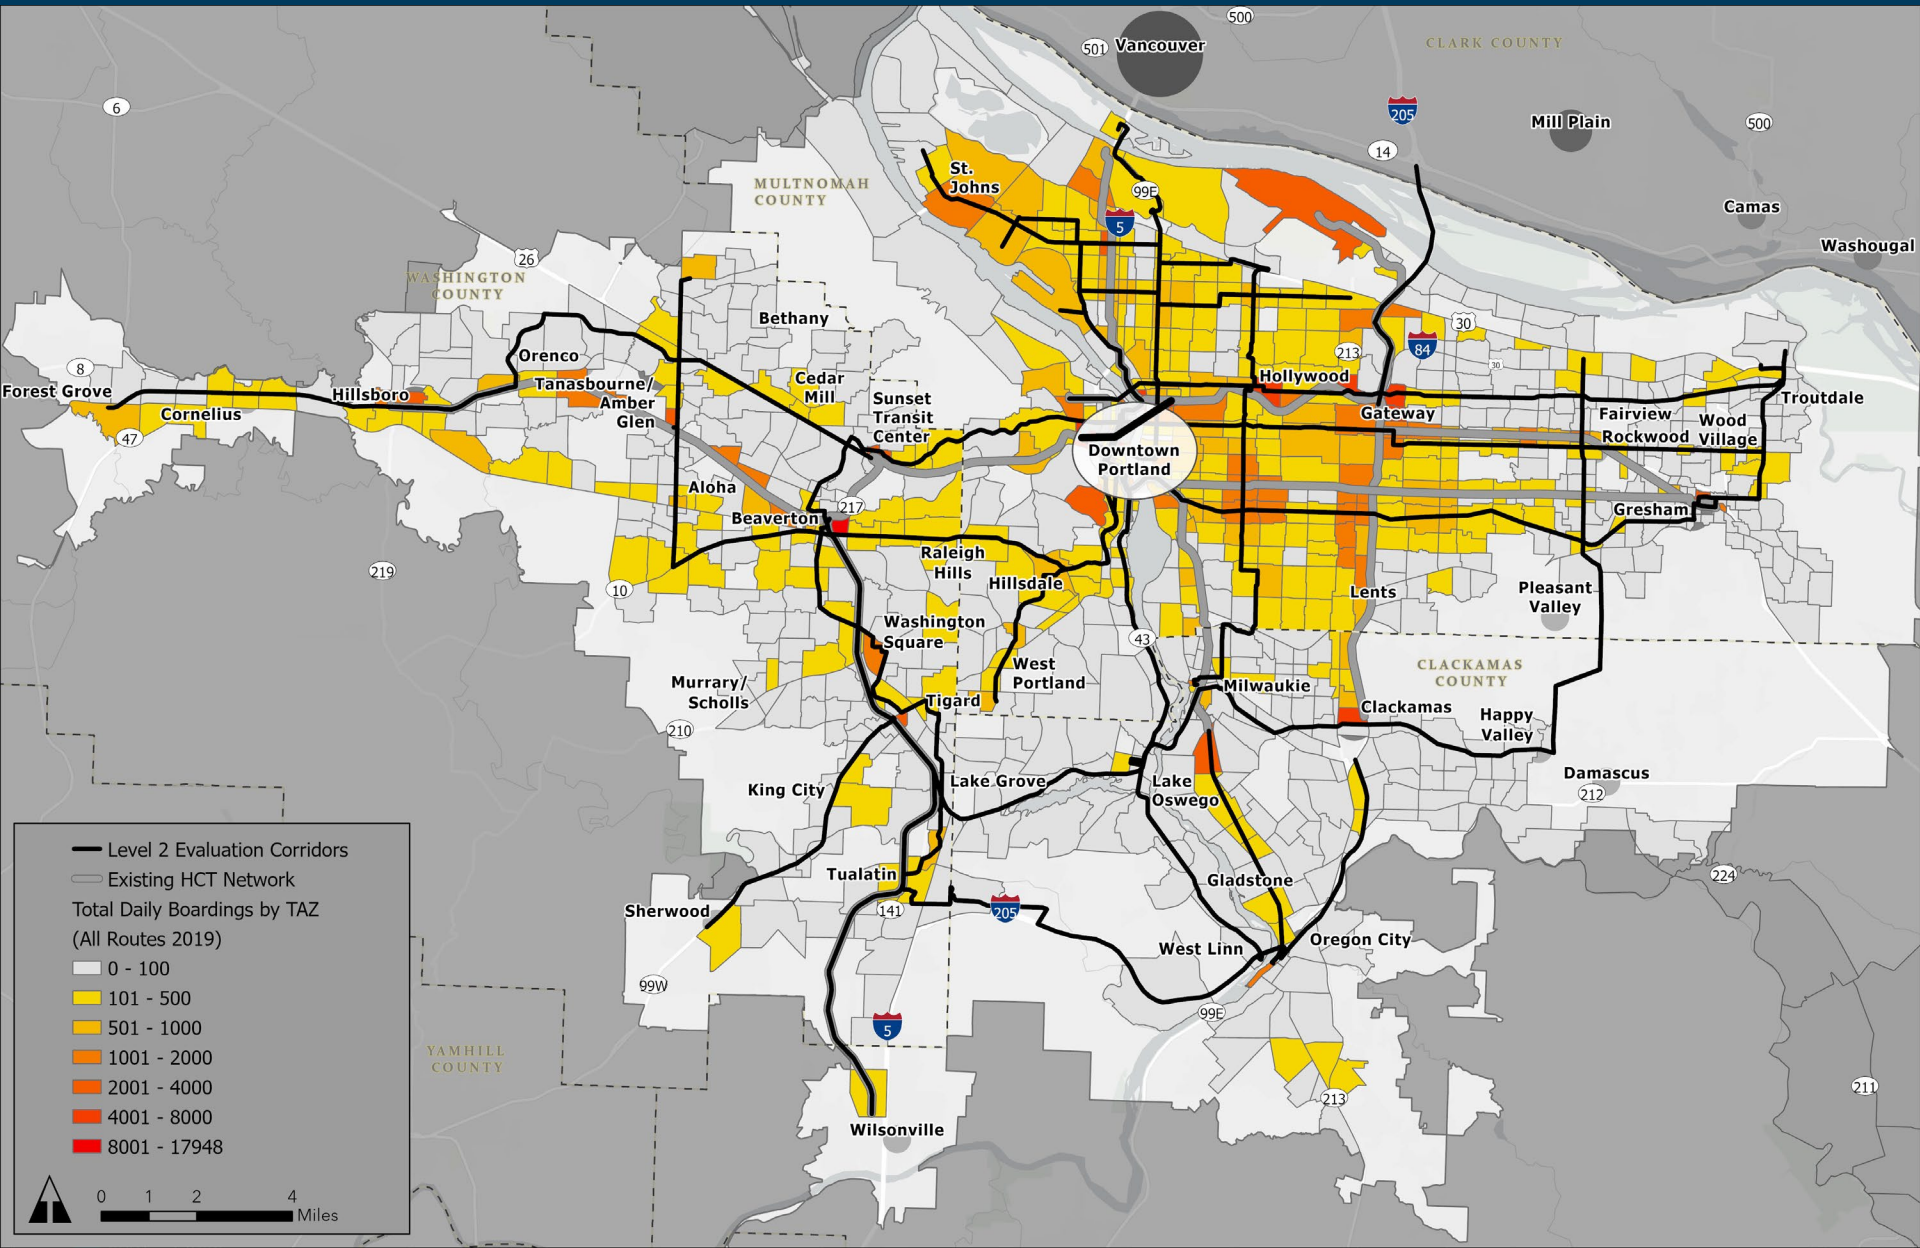 500
501
Vancouver
CLARK COUNTY
6
205
Mill Plain
500
14
MULTNOMAH
COUNTY
St.
Johns
99E
Camas
5
Washougal
26
WASHINGTON
COUNTY
Bethany
30
8
Orenco
213
84
30
Forest Grove
Hillsboro
Tanasbourne/
Amber
Glen
Cedar
Mill
Hollywood
Cornelius
Sunset
Transit
Center
Gateway
Troutdale
Fairview
Wood
Village
Rockwood
47
Downtown
Portland
Aloha
217
Beaverton
Gresham
219
10
Raleigh
Hills
Hillsdale
Lents
Pleasant
Valley
Washington
Square
43
West
Portland
CLACKAMAS
COUNTY
Murrary/
Scholls
Milwaukie
Tigard
Clackamas
Happy
Valley
210
King City
Lake Grove
Lake
Oswego
Damascus
212
Tualatin
Gladstone
224
Sherwood
141
205
West Linn
Oregon City
99W
99E
5
YAMHILL
COUNTY
213
211
Wilsonville
Level 2 Evaluation Corridors
Existing HCT Network
Total Daily Boardings by TAZ
(All Routes 2019)
0 - 100
101 - 500
501 - 1000
1001 - 2000
2001 - 4000
4001 - 8000
8001 - 17948
0 1 2 4
Miles